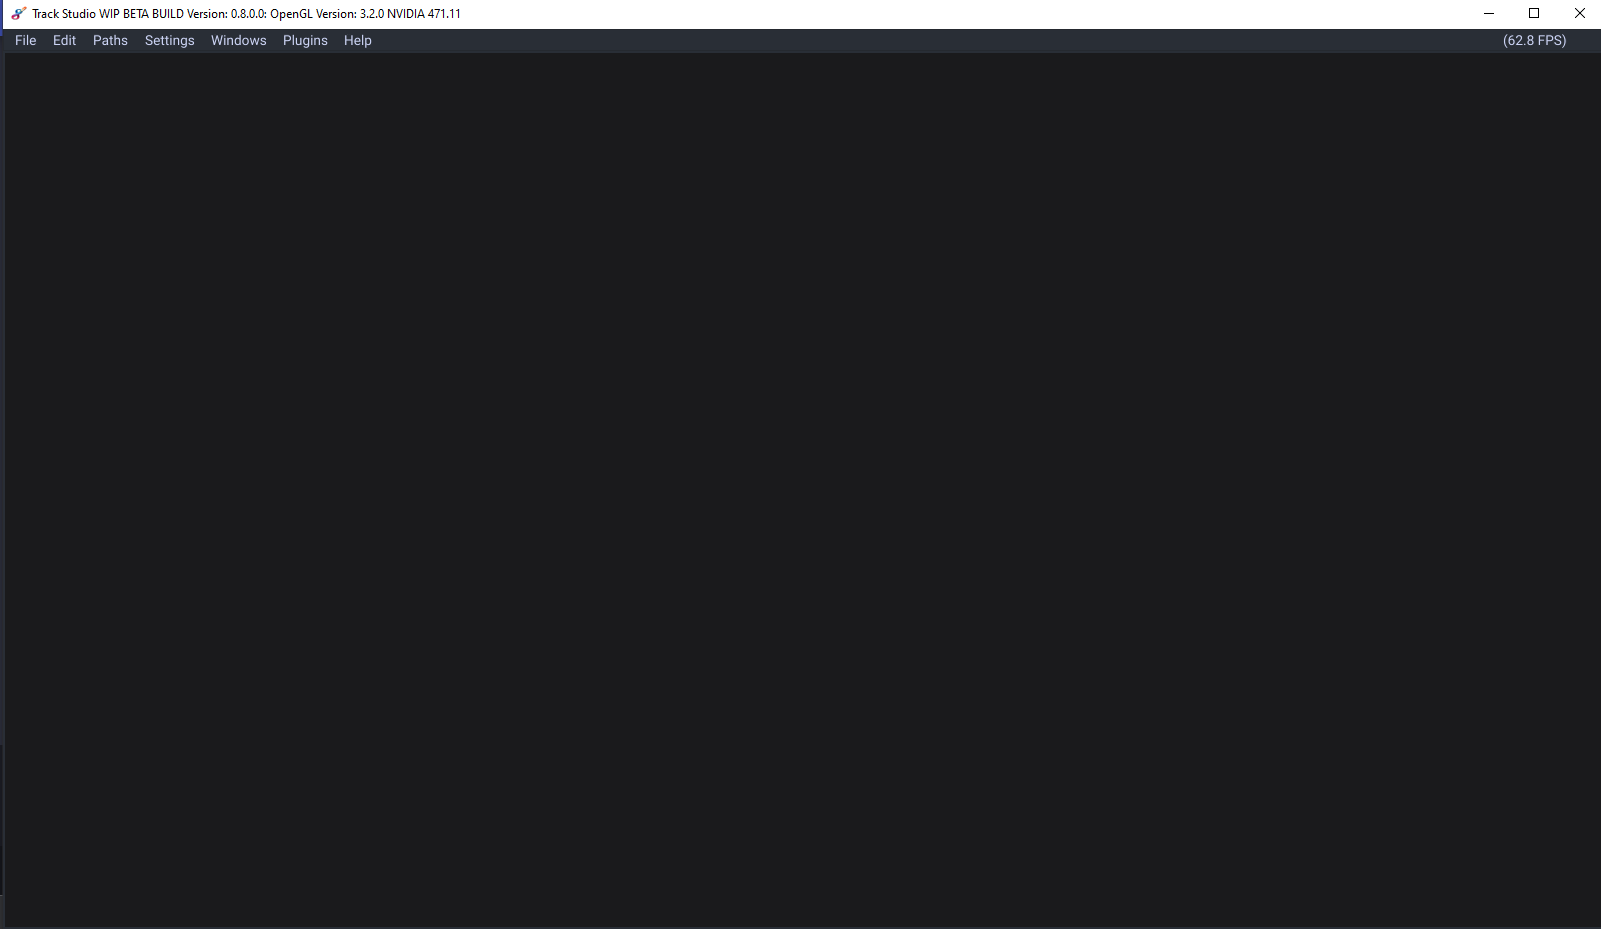 Track Studio WIP BETA BUILD Version: 0.8.0.0: OpenGL Version: 3.2.0 NVIDIA 471.11
File Edit Paths Settings Windows Plugins Help (62.8 FPS)